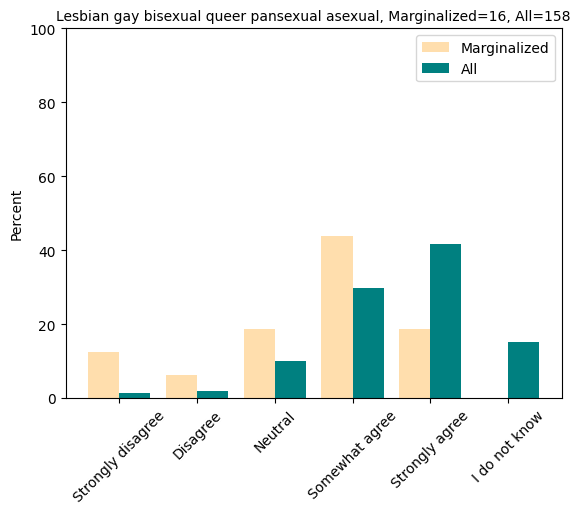 Lesbian gay bisexual queer pansexual asexual, Marginalized=16, All=158
Marginalized
All
Percent
100
80
60
40
20
0
Strongly disagree
Disagree
Neutral
Somewhat agree
Strongly agree
I do not know